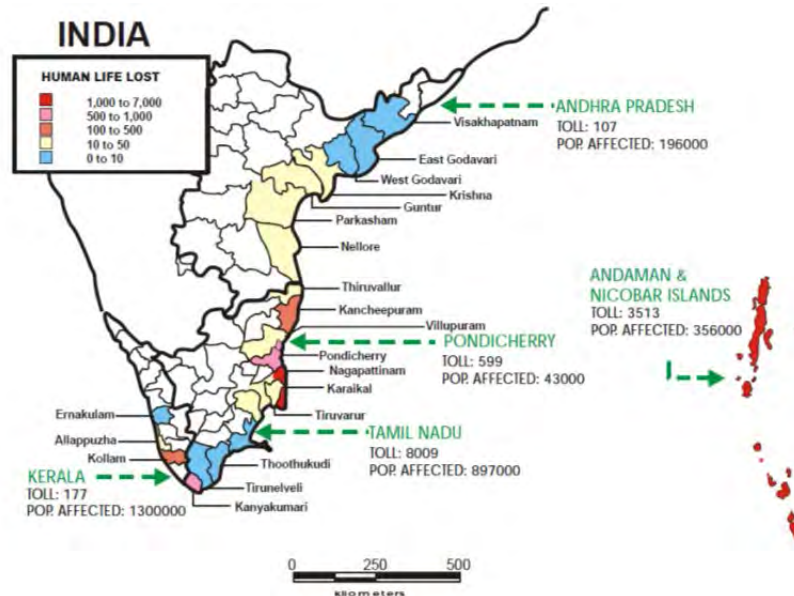 INDIA
HUMAN LIFE LOST
1,000 to 7,000
500 to 1,000
100 to 500
10 to 50
0 to 10
ANDHRA PRADESH
TOLL: 107
POP. AFFECTED: 196000
Visakhapatnam
East Godavari
West Godavari
Krishna
Guntur
Parkasham
Nellore
ANDAMAN &
NICOBAR ISLANDS
TOLL: 3513
POP. AFFECTED: 356000
Thiruvallur
Kancheepuram
Villupuram
PONDICHERRY
TOLL: 599
POP. AFFECTED: 43000
Pondicherry
Nagapattinam
Karaikal
Tiruvarur
Ernakulam
Allappuzha
Kollam
TAMIL NADU
TOLL: 8009
POP. AFFECTED: 897000
KERALA
TOLL: 177
POP. AFFECTED: 1300000
Thoothukudi
Tirunelveli
Kanyakumari
0 250 500
kilometers